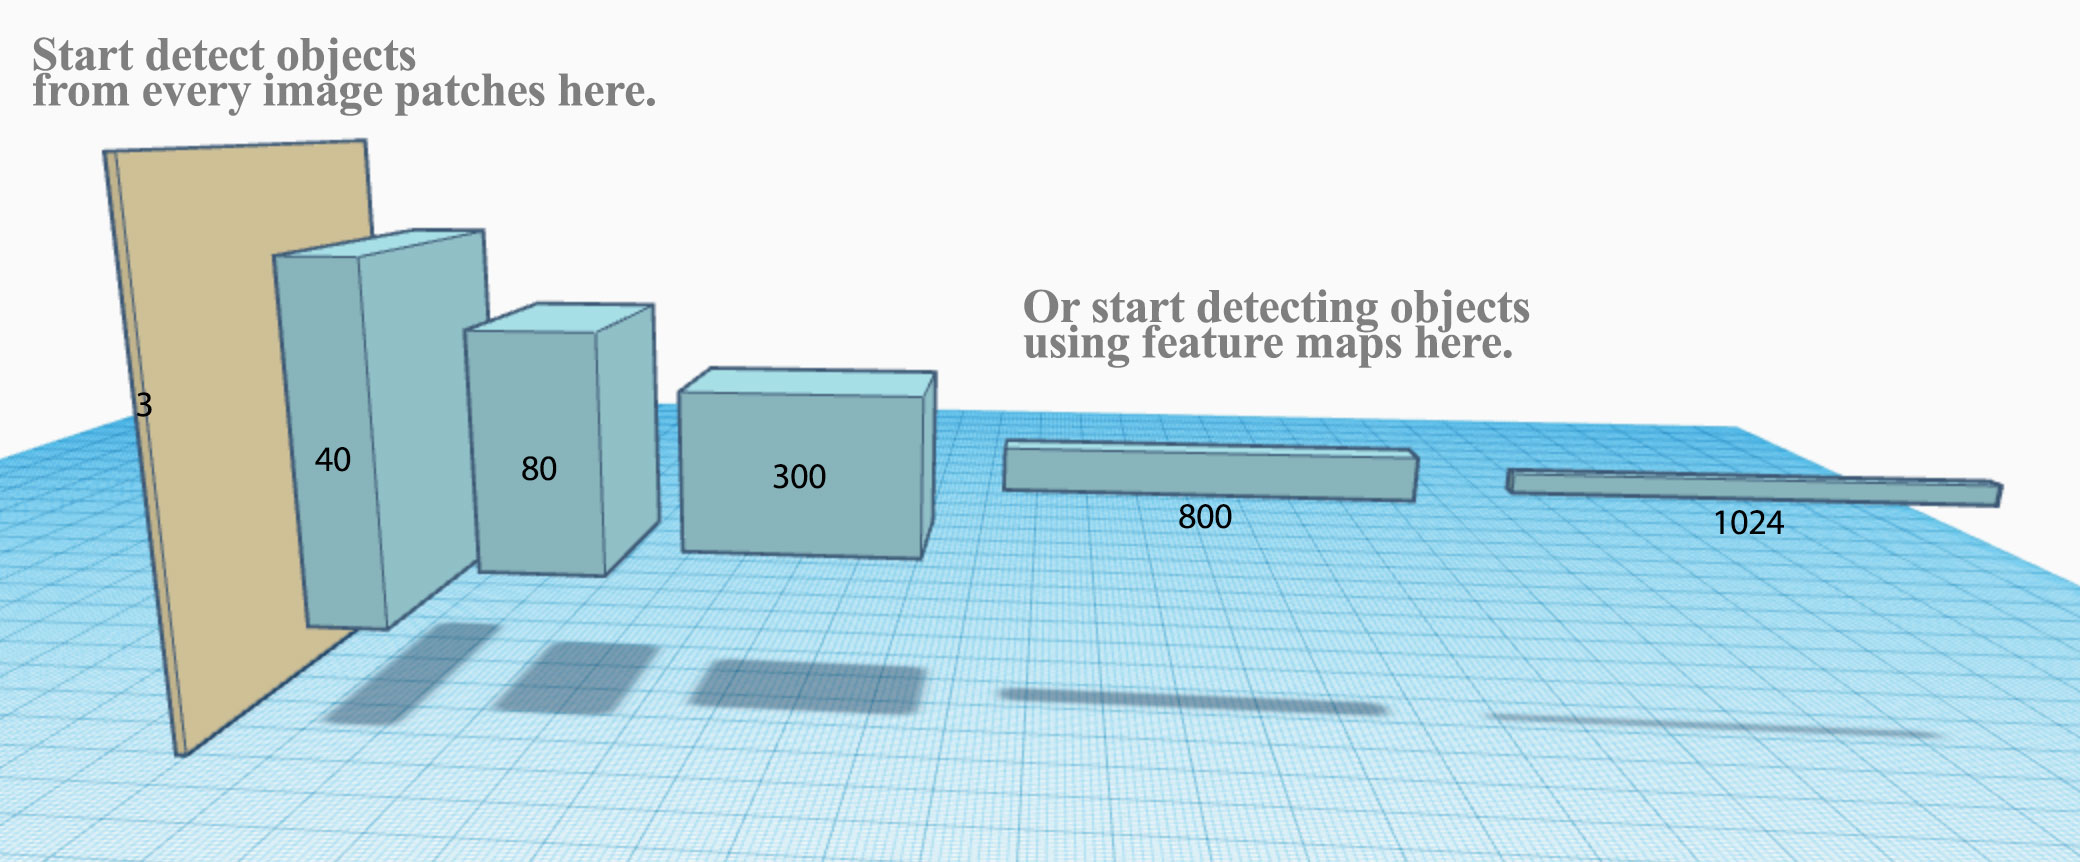 Start detect objects
from every image patches here.
Or start detecting objects
using feature maps here.
3
40
80
300
800
1024